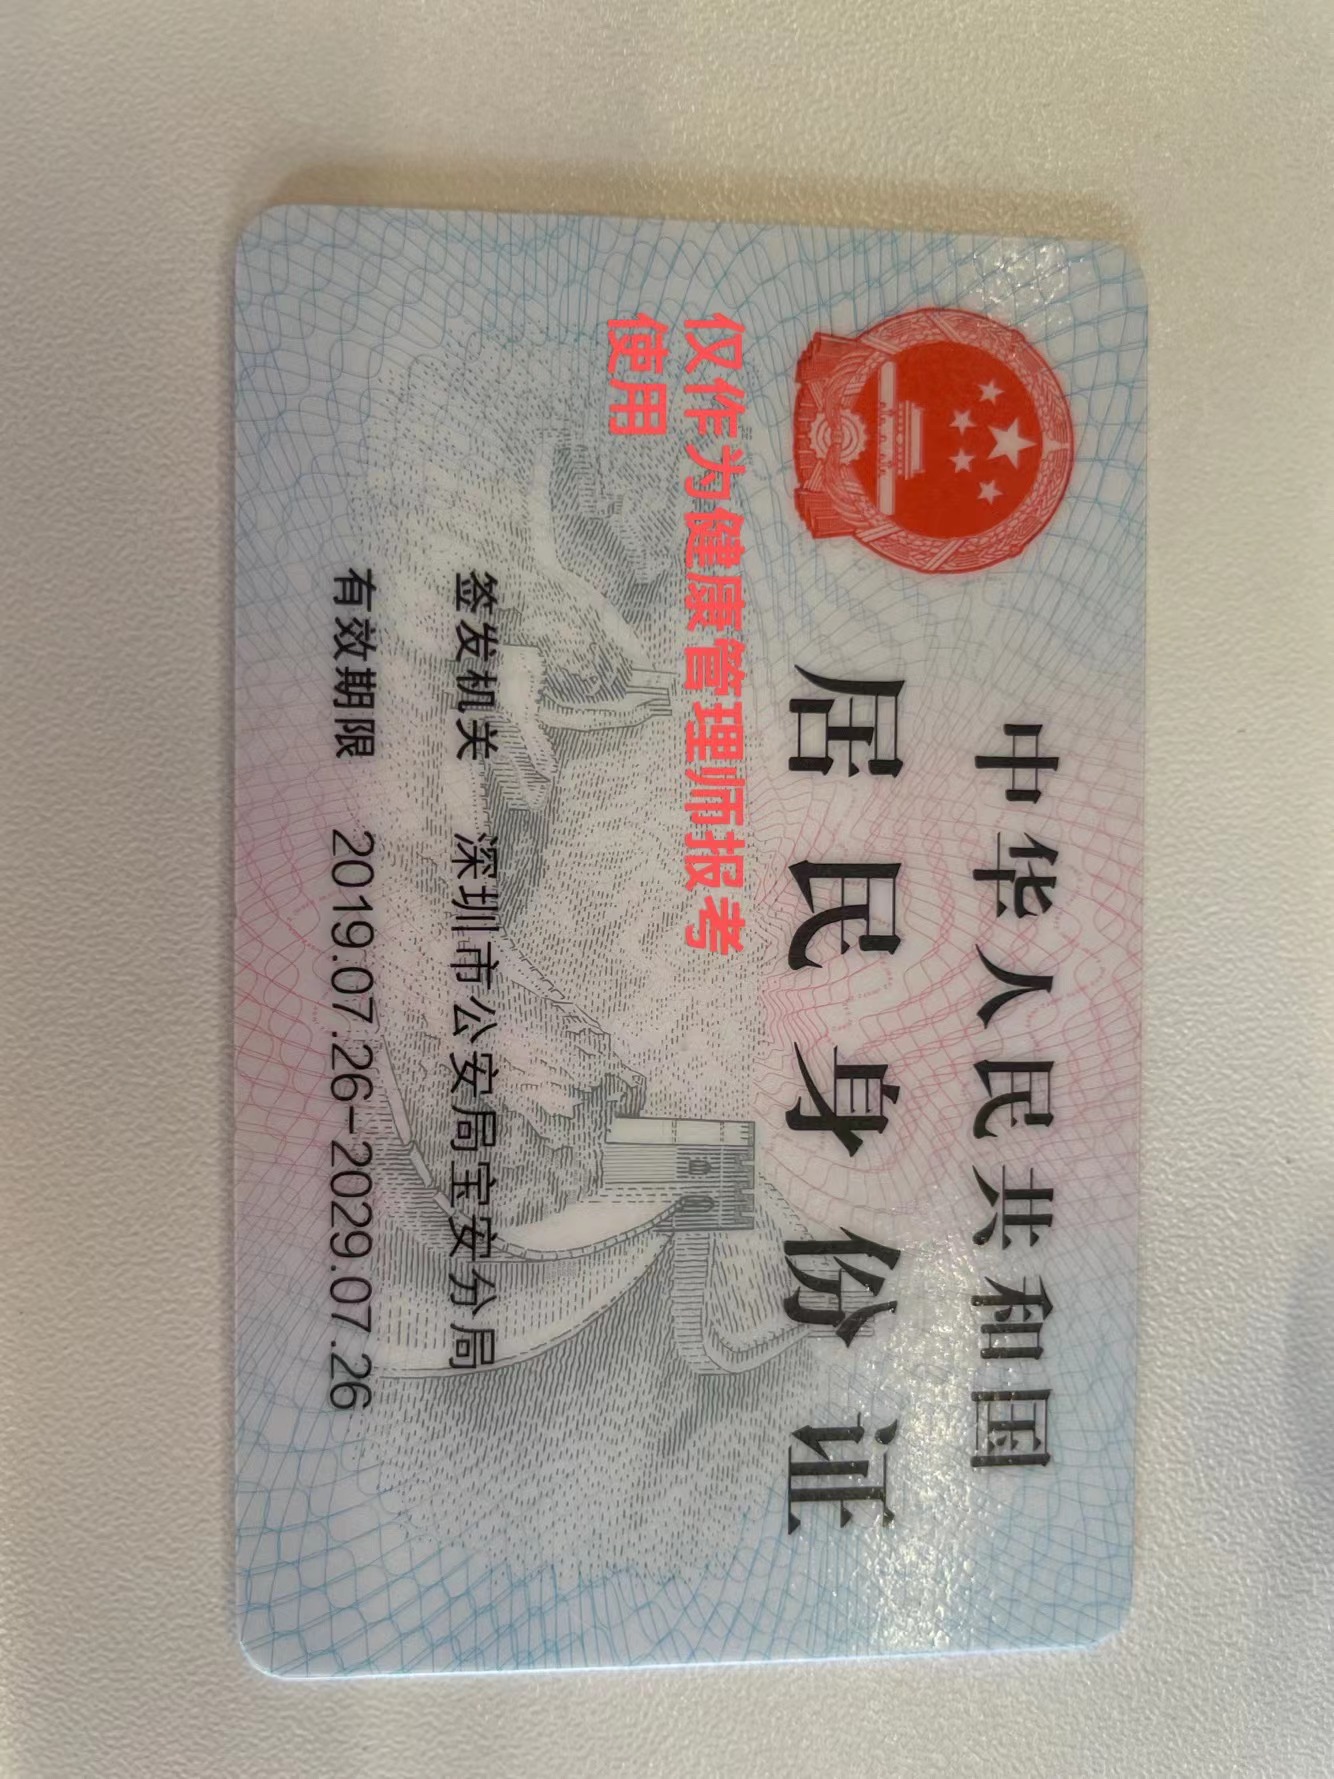 中华人民共和国
居民身份证
仅作为健康管理师报考
使用
签发机关 深圳市公安局宝安分局
有效期限 2019.07.26-2029.07.26